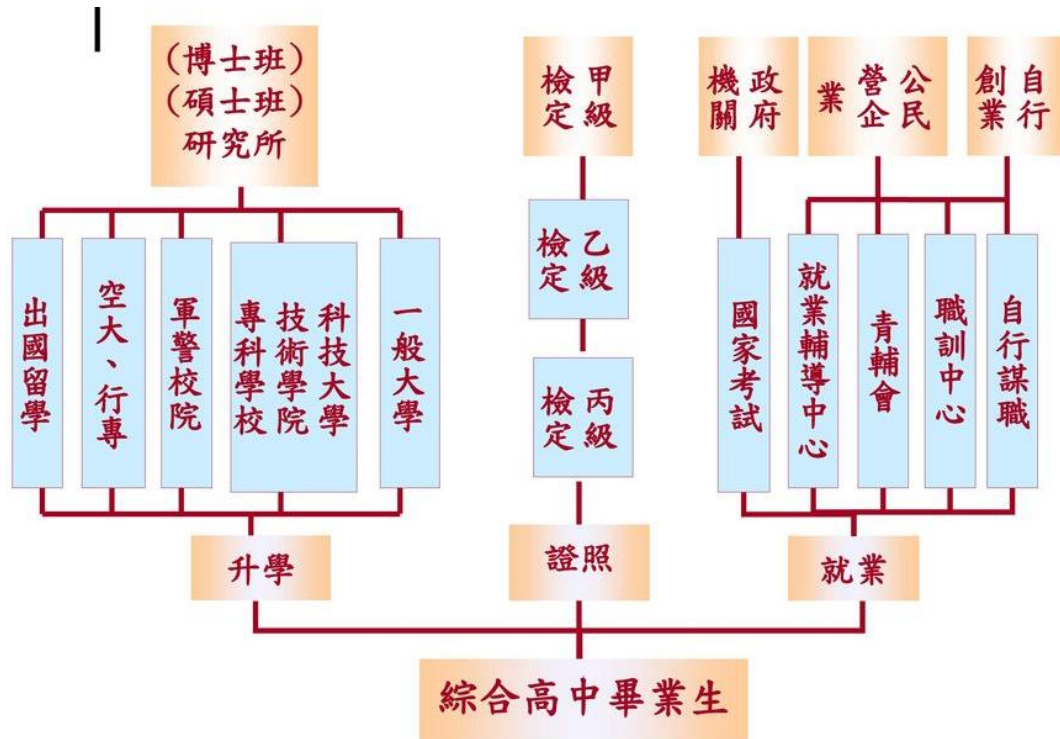 （博士班）
（碩士班）
研究所
甲級
檢定
政府
機關
公民
營企
業
自行
創業
乙級
檢定
出國留學
空大、行專
軍警校院
科技大學
技術學院
專科學校
一般大學
丙級
檢定
國家考試
就業輔導中心
青輔會
職訓中心
自行謀職
升學
證照
就業
綜合高中畢業生